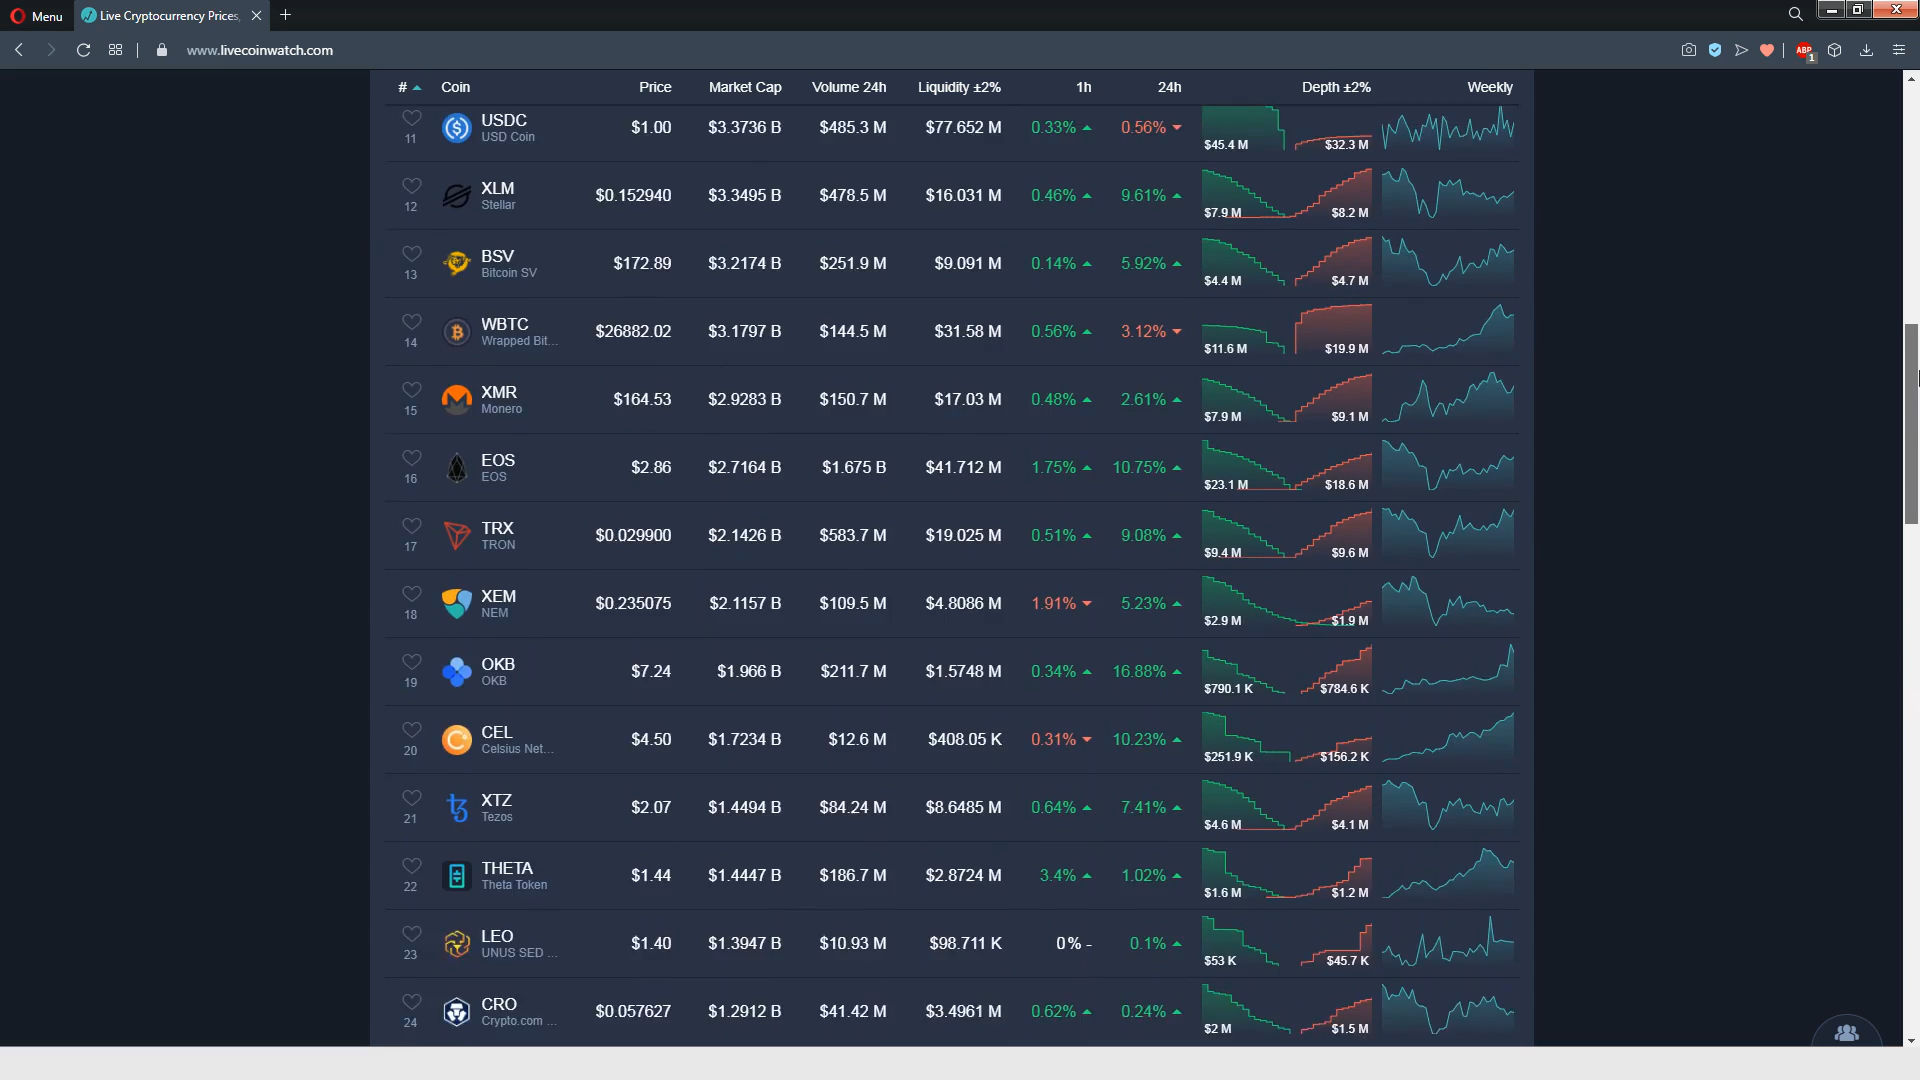 Menu
Live Cryptocurrency Prices,
www.livecoinwatch.com
ABP
1
# Coin Price Market Cap Volume 24h Liquidity ±2% 1h 24h Depth ±2% Weekly
11 USDC USD Coin $1.00 $3.3736 B $485.3 M $77.652 M 0.33% 0.56% $45.4 M $32.3 M
12 XLM Stellar $0.152940 $3.3495 B $478.5 M $16.031 M 0.46% 9.61% $7.9 M $8.2 M
13 BSV Bitcoin SV $172.89 $3.2174 B $251.9 M $9.091 M 0.14% 5.92% $4.4 M $4.7 M
14 WBTC Wrapped Bit... $26882.02 $3.1797 B $144.5 M $31.58 M 0.56% 3.12% $11.6 M $19.9 M
15 XMR Monero $164.53 $2.9283 B $150.7 M $17.03 M 0.48% 2.61% $7.9 M $9.1 M
16 EOS EOS $2.86 $2.7164 B $1.675 B $41.712 M 1.75% 10.75% $23.1 M $18.6 M
17 TRX TRON $0.029900 $2.1426 B $583.7 M $19.025 M 0.51% 9.08% $9.4 M $9.6 M
18 XEM NEM $0.235075 $2.1157 B $109.5 M $4.8086 M 1.91% 5.23% $2.9 M $1.9 M
19 OKB OKB $7.24 $1.966 B $211.7 M $1.5748 M 0.34% 16.88% $790.1 K $784.6 K
20 CEL Celsius Net... $4.50 $1.7234 B $12.6 M $408.05 K 0.31% 10.23% $251.9 K $156.2 K
21 XTZ Tezos $2.07 $1.4494 B $84.24 M $8.6485 M 0.64% 7.41% $4.6 M $4.1 M
22 THETA Theta Token $1.44 $1.4447 B $186.7 M $2.8724 M 3.4% 1.02% $1.6 M $1.2 M
23 LEO UNUS SED ... $1.40 $1.3947 B $10.93 M $98.711 K 0% - 0.1% $53 K $45.7 K
24 CRO Crypto.com ... $0.057627 $1.2912 B $41.42 M $3.4961 M 0.62% 0.24% $2 M $1.5 M